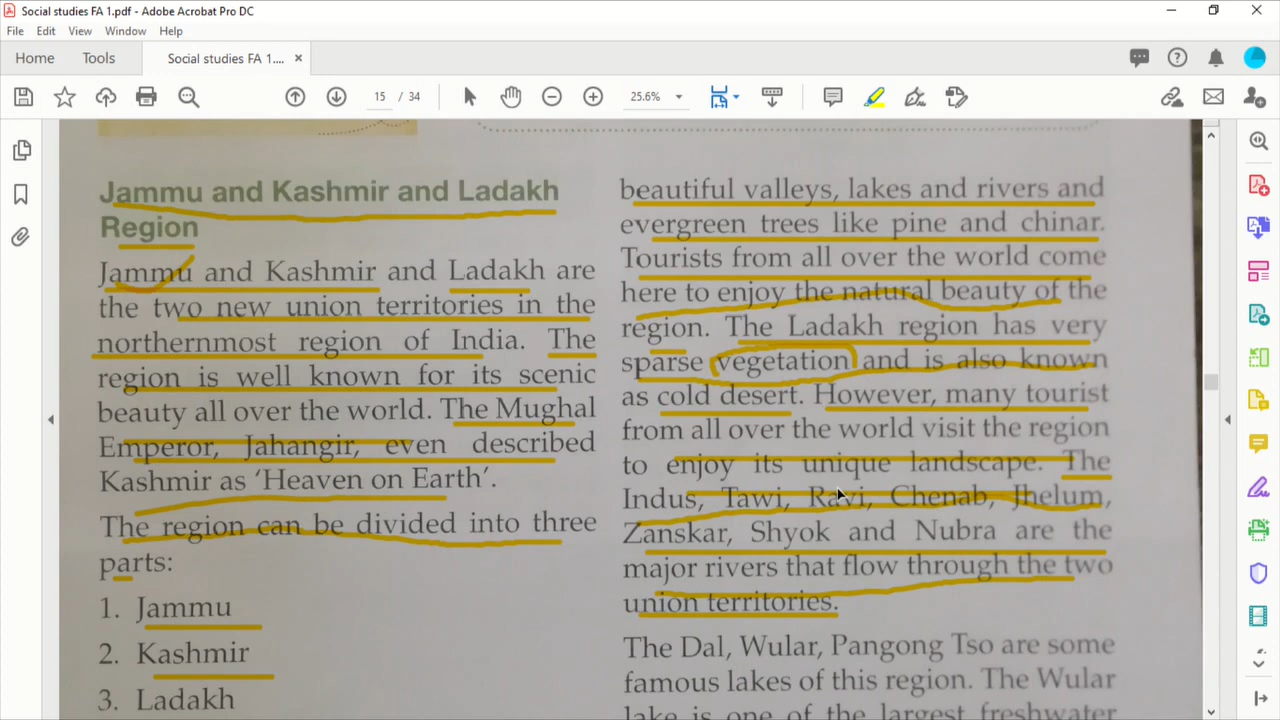 Social studies FA 1.pdf - Adobe Acrobat Pro DC
File Edit View Window Help
Home Tools Social studies FA 1.... ×
15 / 34 25.6%
Jammu and Kashmir and Ladakh
Region
Jammu and Kashmir and Ladakh are
the two new union territories in the
northernmost region of India. The
region is well known for its scenic
beauty all over the world. The Mughal
Emperor, Jahangir, even described
Kashmir as ‘Heaven on Earth’.
The region can be divided into three
parts:
1. Jammu
2. Kashmir
3. Ladakh
beautiful valleys, lakes and rivers and
evergreen trees like pine and chinar.
Tourists from all over the world come
here to enjoy the natural beauty of the
region. The Ladakh region has very
sparse vegetation and is also known
as cold desert. However, many tourist
from all over the world visit the region
to enjoy its unique landscape. The
Indus, Tawi, Ravi, Chenab, Jhelum,
Zanskar, Shyok and Nubra are the
major rivers that flow through the two
union territories.
The Dal, Wular, Pangong Tso are some
famous lakes of this region. The Wular
lake is one of the largest freshwater